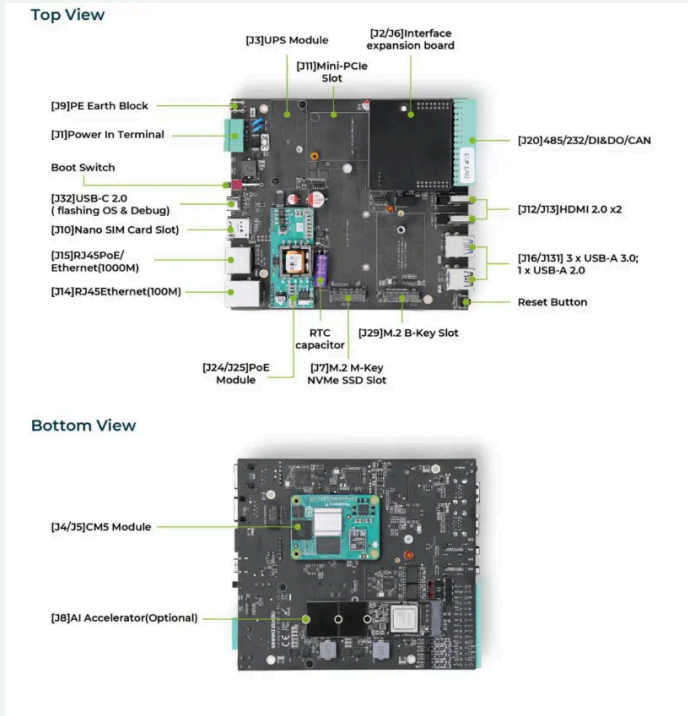 Top View
[J3]UPS Module
[J2/J6]Interface
expansion board
[J11]Mini-PCIe
Slot
[J9]PE Earth Block
[J1]Power In Terminal
Boot Switch
[J32]USB-C 2.0
( flashing OS & Debug)
[J10]Nano SIM Card Slot)
[J15]RJ45PoE/
Ethernet(1000M)
[J14]RJ45Ethernet(100M)
[J20]485/232/DI&DO/CAN
DVT #13
[J12/J13]HDMI 2.0 x2
[J16/J131] 3 x USB-A 3.0;
1 x USB-A 2.0
Reset Button
RTC
capacitor
[J29]M.2 B-Key Slot
[J24/J25]PoE
Module
[J7]M.2 M-Key
NVMe SSD Slot
Bottom View
[J4/J5]CM5 Module
[J8]AI Accelerator(Optional)